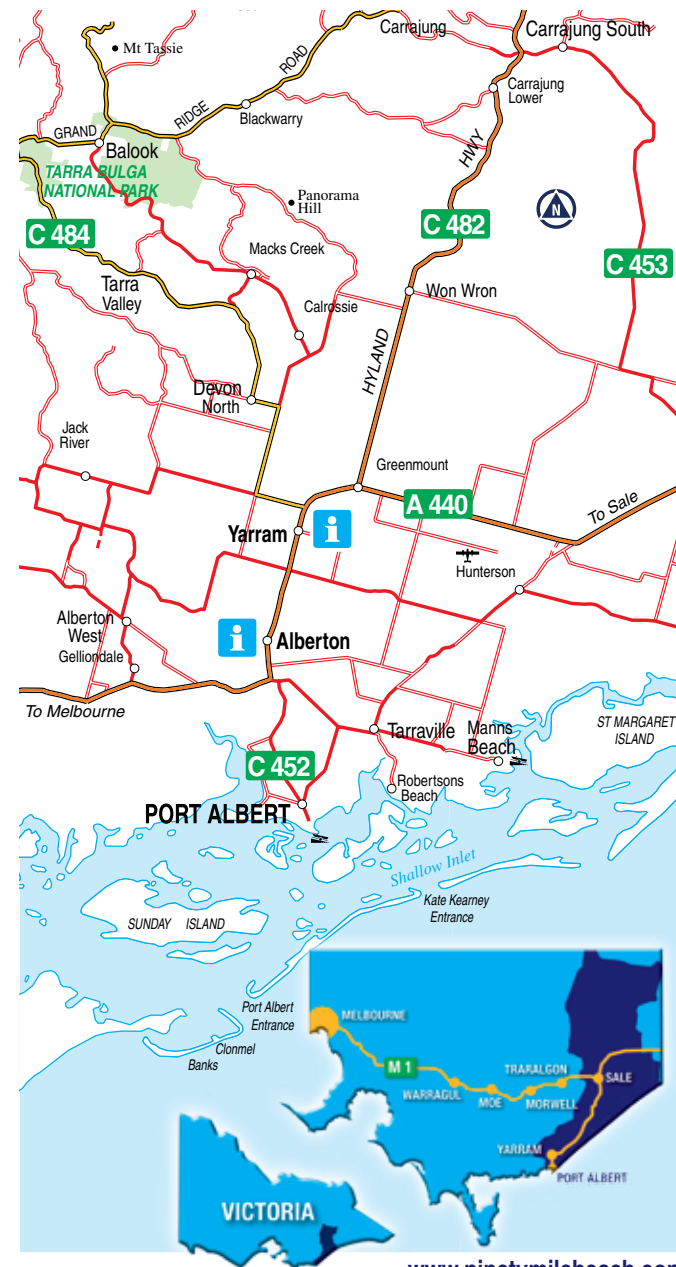 Carrajung
Carrajung South
Mt Tassie
ROAD
Carrajung
Lower
RIDGE
Blackwarry
GRAND
HWY
Balook
TARRA BULGA
NATIONAL PARK
Panorama
Hill
N
C 484
C 482
Macks Creek
C 453
Tarra
Valley
Won Wron
Calrossie
HYLAND
Devon
North
Jack
River
Greenmount
A 440
To Sale
Yarram
i
Hunterson
Alberton
West
i
Alberton
Gelliondale
To Melbourne
ST MARGARET
ISLAND
Tarraville
Manns
Beach
C 452
Robertsons
Beach
PORT ALBERT
Shallow Inlet
Kate Kearney
Entrance
SUNDAY ISLAND
Port Albert
Entrance
Clonmel
Banks
MELBOURNE
M 1
TRARALGON
SALE
WARRAGUL
MOE
MORWELL
YARRAM
PORT ALBERT
VICTORIA